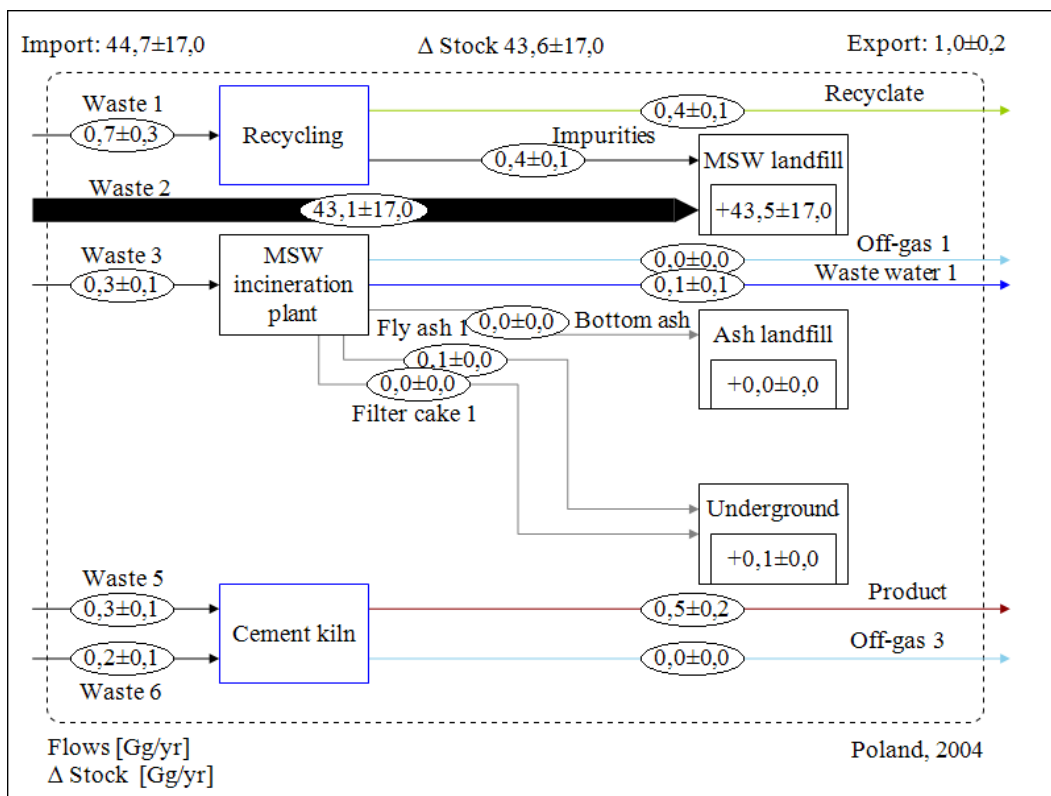 Import: 44,7±17,0
Δ Stock 43,6±17,0
Export: 1,0±0,2
Waste 1
0,7±0,3
Recycling
0,4±0,1
Recyclate
Impurities
0,4±0,1
MSW landfill
+43,5±17,0
Waste 2
43,1±17,0
Waste 3
0,3±0,1
MSW
incineration
plant
Off-gas 1
0,0±0,0
Waste water 1
0,1±0,1
Fly ash 1
0,0±0,0
Bottom ash
Ash landfill
+0,0±0,0
0,1±0,0
0,0±0,0
Filter cake 1
Underground
+0,1±0,0
Waste 5
0,3±0,1
Cement kiln
0,5±0,2
Product
0,2±0,1
Waste 6
0,0±0,0
Off-gas 3
Flows [Gg/yr]
Δ Stock [Gg/yr]
Poland, 2004